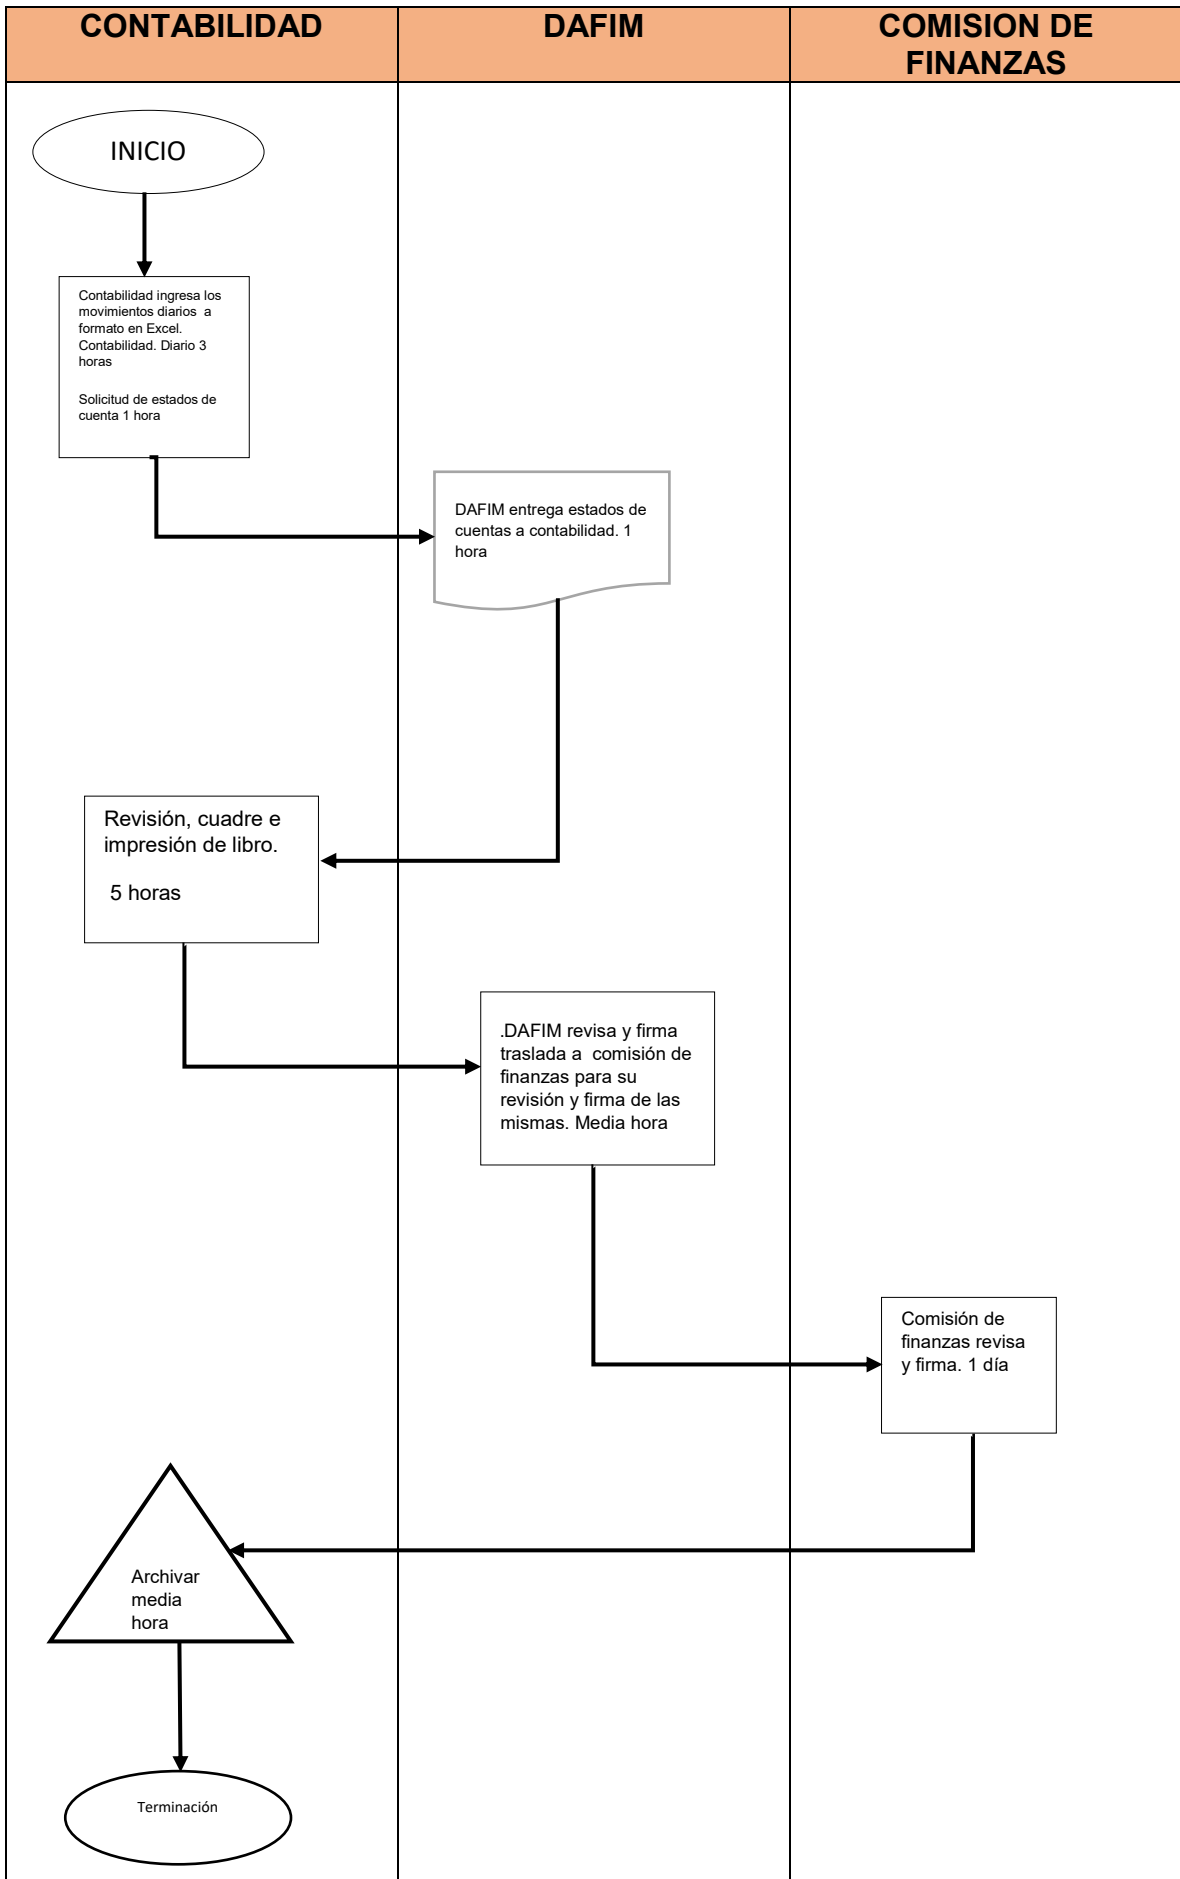 CONTABILIDAD
DAFIM
COMISION DE
FINANZAS
INICIO
Contabilidad ingresa los
movimientos diarios a
formato en Excel.
Contabilidad. Diario 3
horas
Solicitud de estados de
cuenta 1 hora
DAFIM entrega estados de
cuentas a contabilidad. 1
hora
Revisión, cuadre e
impresión de libro.
5 horas
.DAFIM revisa y firma
traslada a comisión de
finanzas para su
revisión y firma de las
mismas. Media hora
Comisión de
finanzas revisa
y firma. 1 día
Archivar
media
hora
Terminación